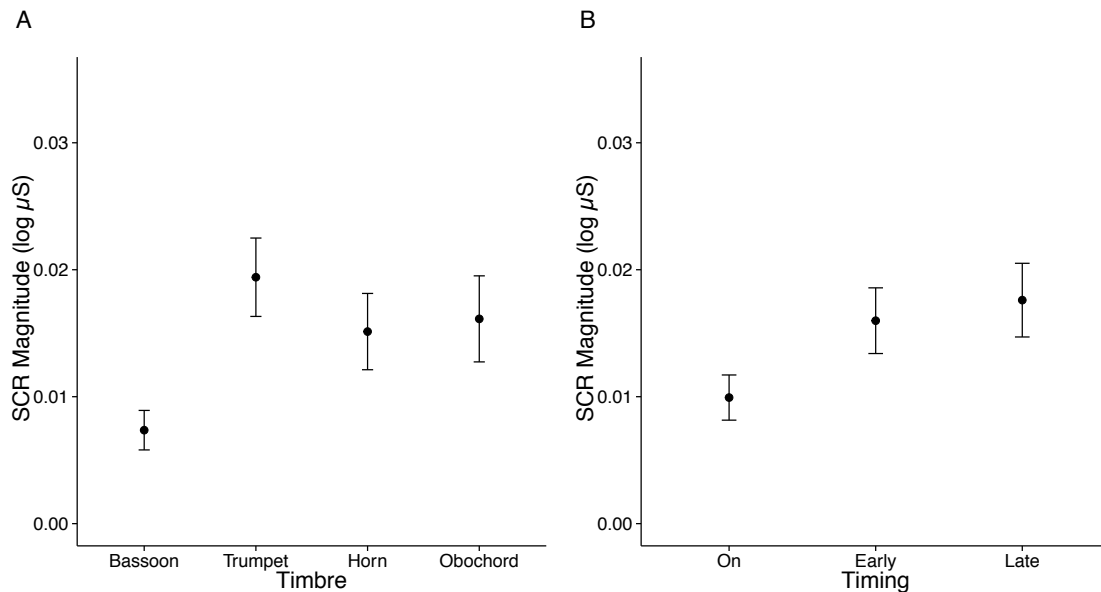 A
SCR Magnitude (log µS)
0.03
0.02
0.01
0.00
Bassoon Trumpet Horn Obochord
Timbre
B
SCR Magnitude (log µS)
0.03
0.02
0.01
0.00
On Early Late
Timing